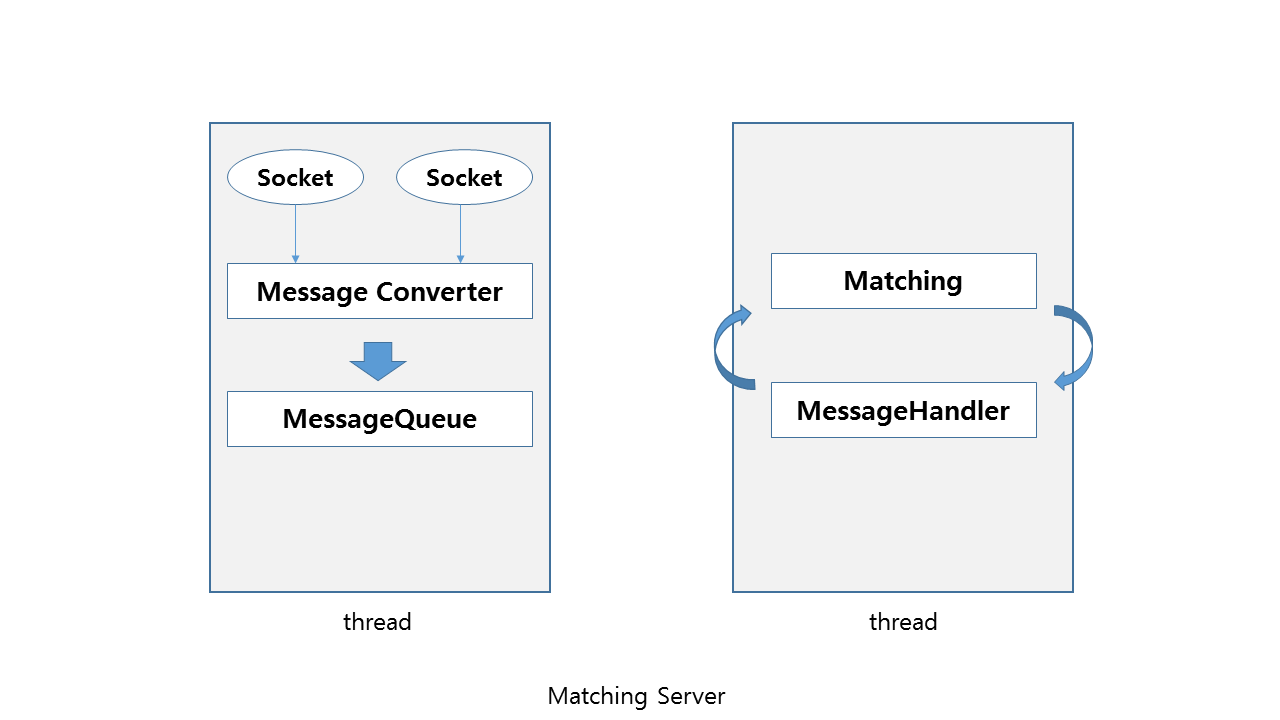 Socket
Socket
Message Converter
MessageQueue
thread
Matching
MessageHandler
thread
Matching Server